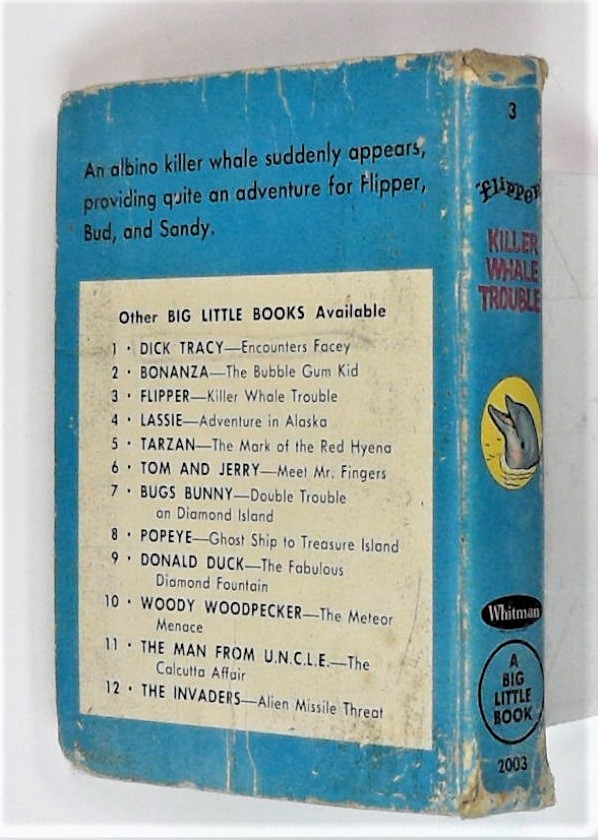 An albino killer whale suddenly appears,
providing quite an adventure for Flipper,
Bud, and Sandy.
Other BIG LITTLE BOOKS Available
1 • DICK TRACY—Encounters Facey
2 • BONANZA—The Bubble Gum Kid
3 • FLIPPER—Killer Whale Trouble
4 • LASSIE—Adventure in Alaska
5 • TARZAN—The Mark of the Red Hyena
6 • TOM AND JERRY—Meet Mr. Fingers
7 • BUGS BUNNY—Double Trouble
on Diamond Island
8 • POPEYE—Ghost Ship to Treasure Island
9 • DONALD DUCK—The Fabulous
Diamond Fountain
10 • WOODY WOODPECKER—The Meteor
Menace
11 • THE MAN FROM U.N.C.L.E.—The
Calcutta Affair
12 • THE INVADERS—Alien Missile Threat
3
flipper
KILLER
WHALE
TROUBLE
Whitman
A
BIG
LITTLE
BOOK
2003